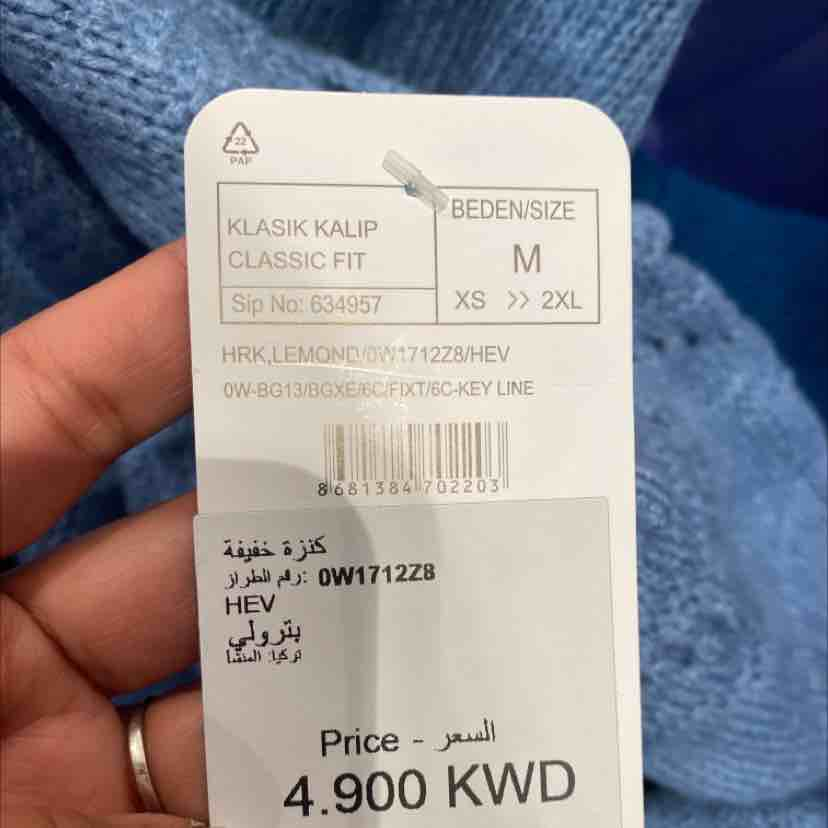 22
PAP
KLASIK KALIP
CLASSIC FIT
Sip No: 634957
BEDEN/SIZE
M
XS >> 2XL
HRK,LEMOND/0W1712Z8/HEV
0W-BG13/BGXE/6C/FIXT/6C-KEY LINE
8681384702203
كنزة خفيفة
رقم الطراز: 0W1712Z8
HEV
بترولي
تركيا: المنشأ
Price - السعر
4.900 KWD